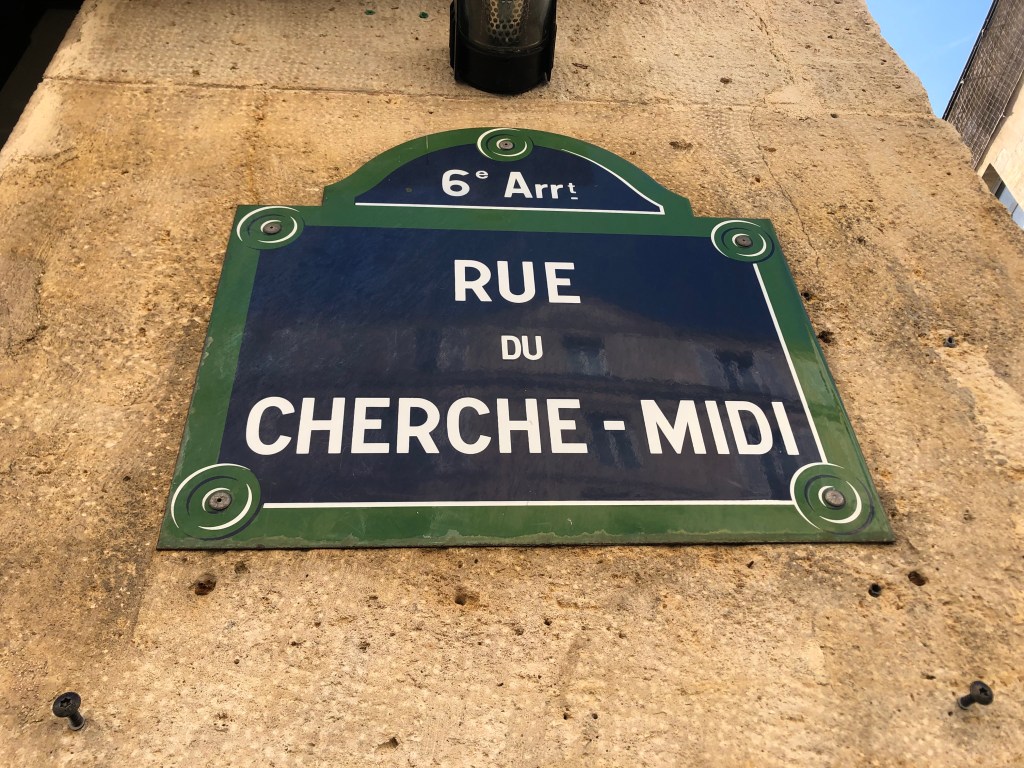 6e Arrt
RUE
DU
CHERCHE-MIDI